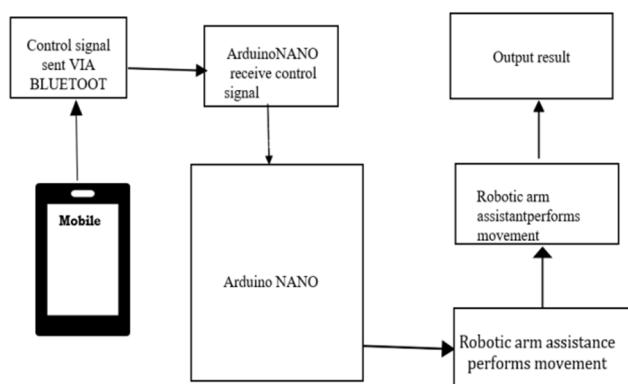 Control signal
sent VIA
BLUETOOT
ArduinoNANO
receive control
signal
Output result
Mobile
Arduino NANO
Robotic arm
assistantperforms
movement
Robotic arm assistance
performs movement